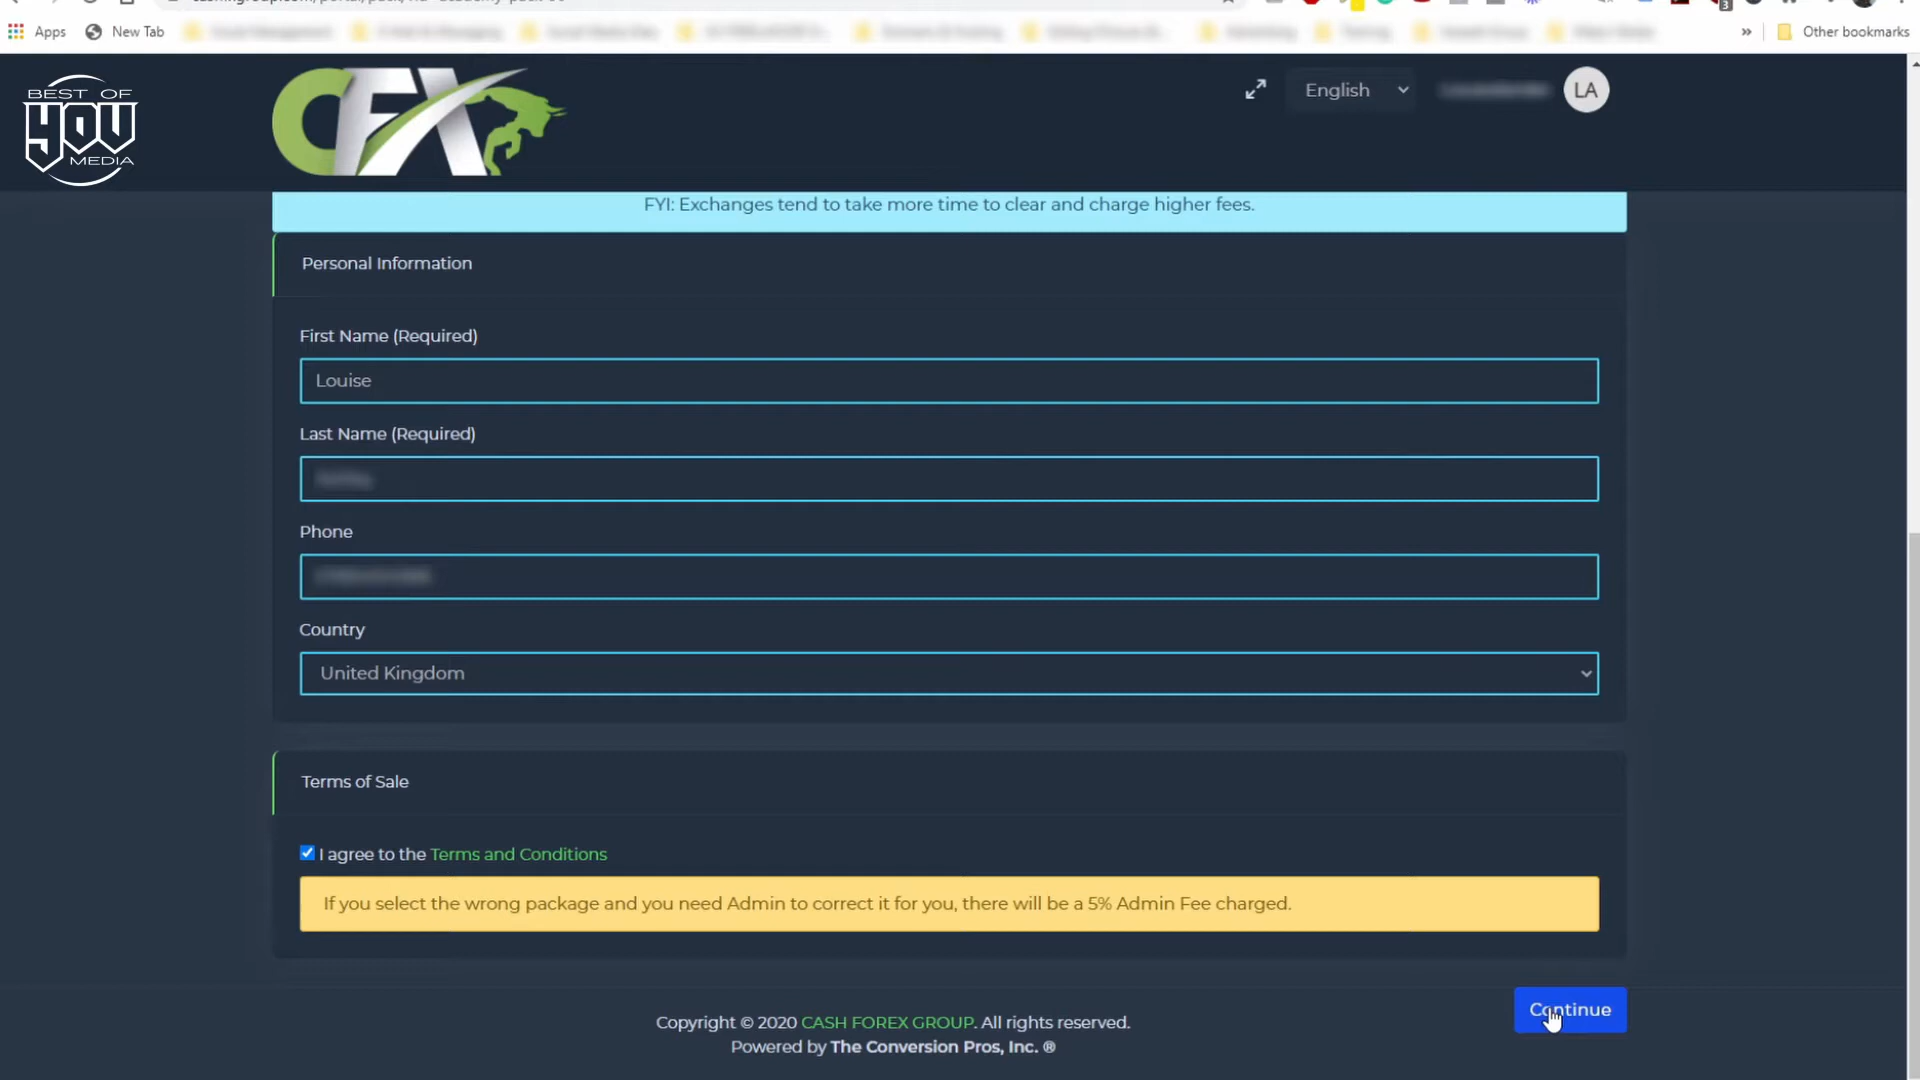 Apps
New Tab
Other bookmarks
BEST OF
YOU
MEDIA
CFX
English
LA
FYI: Exchanges tend to take more time to clear and charge higher fees.
Personal Information
First Name (Required)
Louise
Last Name (Required)
Phone
Country
United Kingdom
Terms of Sale
I agree to the Terms and Conditions
If you select the wrong package and you need Admin to correct it for you, there will be a 5% Admin Fee charged.
Continue
Copyright © 2020 CASH FOREX GROUP. All rights reserved.
Powered by The Conversion Pros, Inc. ®